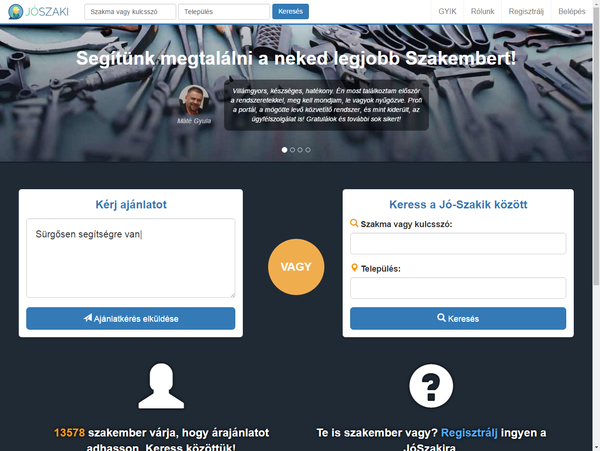 JÓSZAKI
Szakma vagy kulcsszó
Település
Keresés
GYIK
Rólunk
Regisztrálj
Belépés
Segítünk megtalálni a neked legjobb Szakembert!
Villámgyors, készséges, hatékony. Én most találkoztam először
a rendszeretekkel, meg kell mondjam, le vagyok nyűgözve. Profi
a portál, a mögötte levő közvetítő rendszer, és mint kiderült, az
ügyfélszolgálat is! Gratulálok és további sok sikert!
Máté Gyula
Kérj ajánlatot
Sürgősen segítségre van
Ajánlatkérés elküldése
VAGY
Keress a Jó-Szakik között
Szakma vagy kulcsszó:
Település:
Keresés
13578 szakember várja, hogy árajánlatot
adhasson. Keress közöttük!
Te is szakember vagy? Regisztrálj ingyen a
JóSzakira